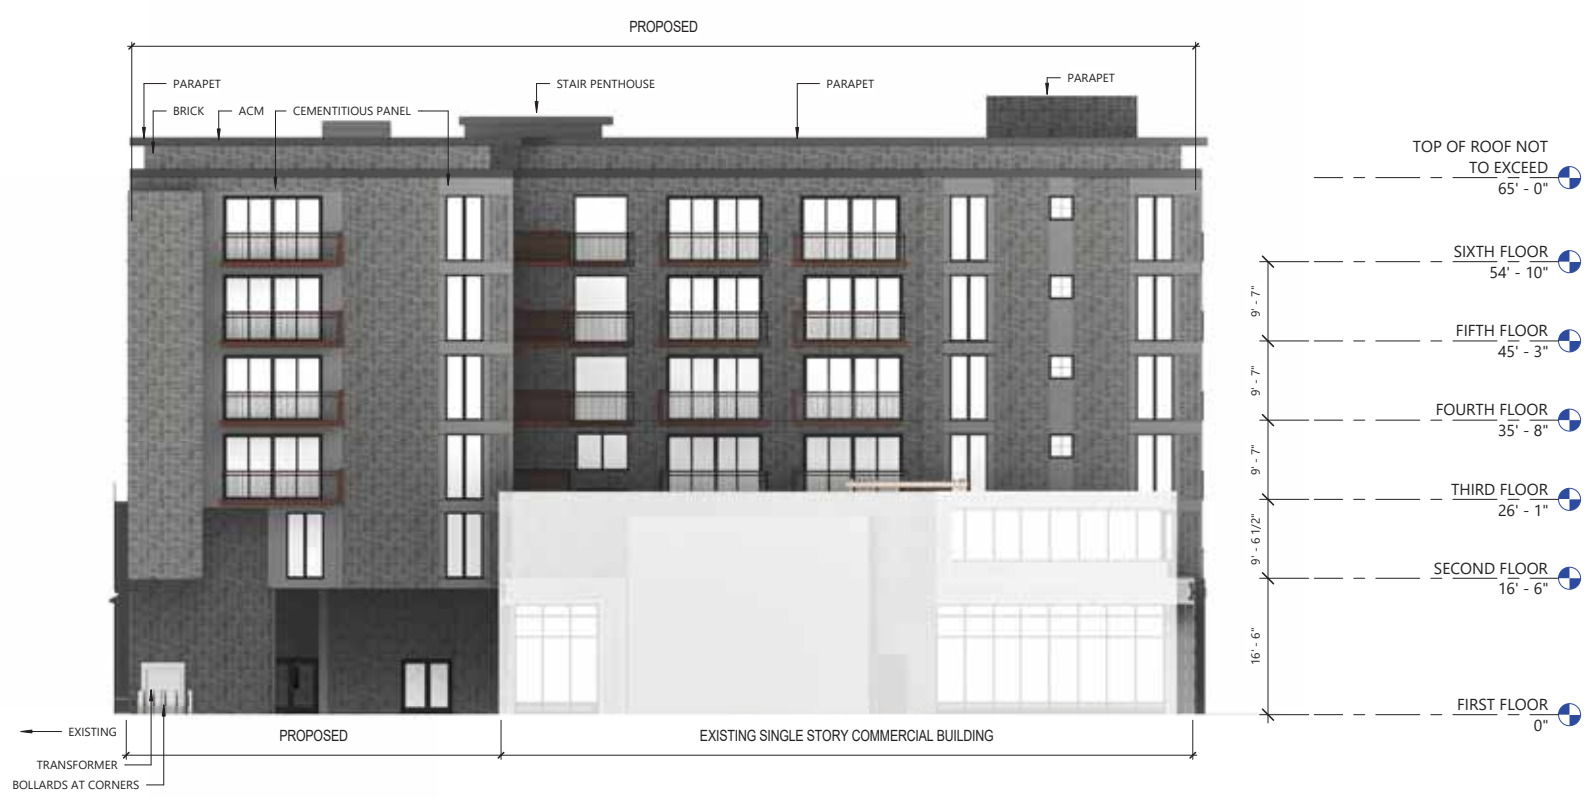 PROPOSED
PARAPET
STAIR PENTHOUSE
PARAPET
PARAPET
BRICK
ACM
CEMENTITIOUS PANEL
TOP OF ROOF NOT
TO EXCEED
65' - 0"
SIXTH FLOOR
54' - 10"
9' - 7"
FIFTH FLOOR
45' - 3"
9' - 7"
FOURTH FLOOR
35' - 8"
9' - 7"
THIRD FLOOR
26' - 1"
9' - 6 1/2"
SECOND FLOOR
16' - 6"
16' - 6"
FIRST FLOOR
0"
EXISTING
PROPOSED
EXISTING SINGLE STORY COMMERCIAL BUILDING
TRANSFORMER
BOLLARDS AT CORNERS